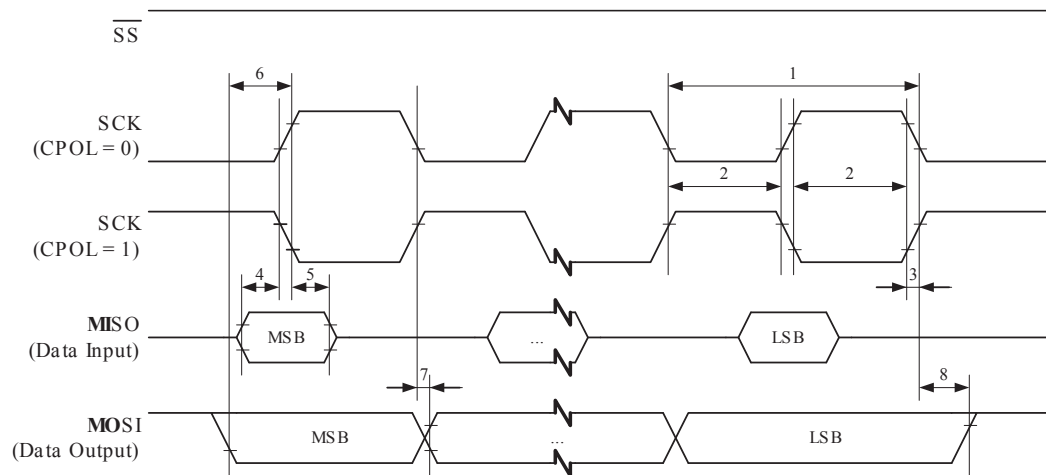 SS
6
1
SCK
(CPOL = 0)
2
2
SCK
(CPOL = 1)
4
5
3
MISO
(Data Input)
MSB
...
LSB
7
8
MOSI
(Data Output)
MSB
...
LSB